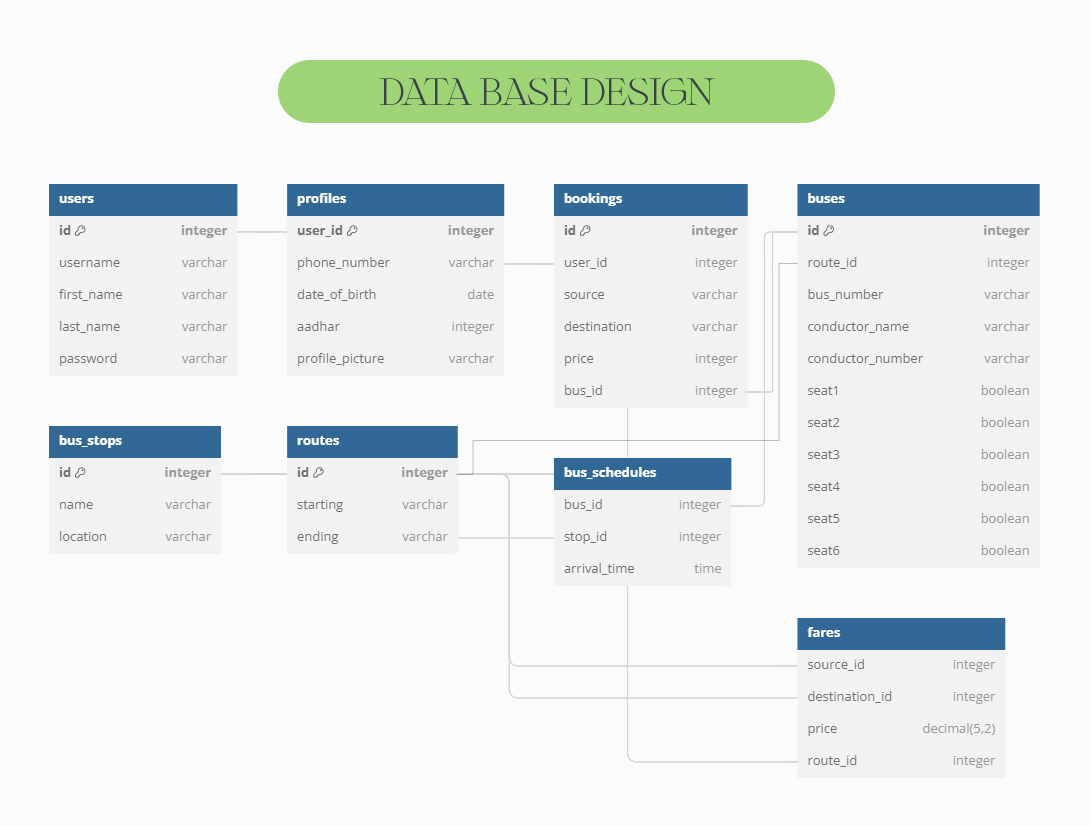 DATA BASE DESIGN
users
id integer
username varchar
first_name varchar
last_name varchar
password varchar
profiles
user_id integer
phone_number varchar
date_of_birth date
aadhar integer
profile_picture varchar
bookings
id integer
user_id integer
source varchar
destination varchar
price integer
bus_id integer
buses
id integer
route_id integer
bus_number varchar
conductor_name varchar
conductor_number varchar
seat1 boolean
seat2 boolean
seat3 boolean
seat4 boolean
seat5 boolean
seat6 boolean
bus_stops
id integer
name varchar
location varchar
routes
id integer
starting varchar
ending varchar
bus_schedules
bus_id integer
stop_id integer
arrival_time time
fares
source_id integer
destination_id integer
price decimal(5,2)
route_id integer